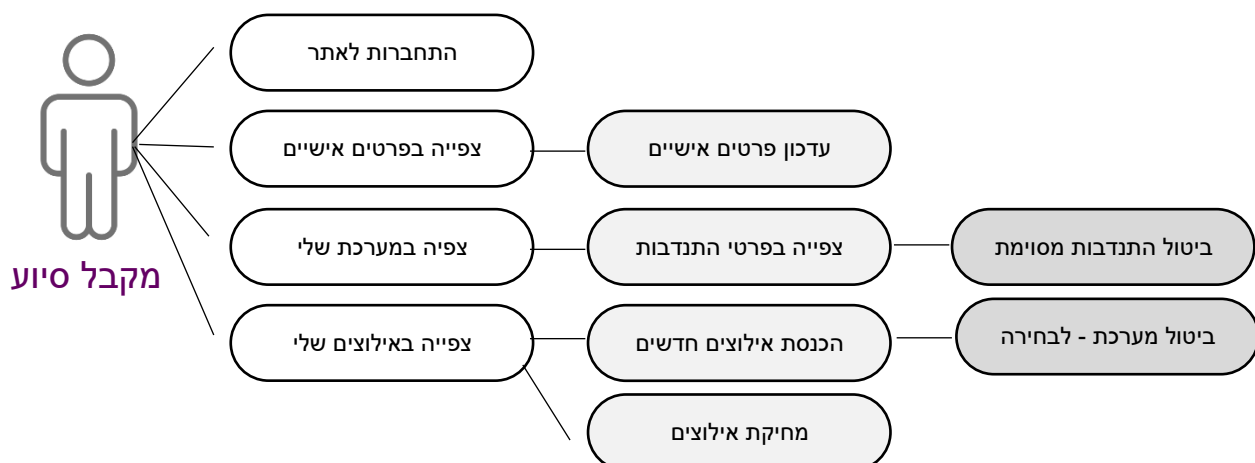 התחברות לאתר
צפייה בפרטים אישיים
עדכון פרטים אישיים
צפיה במערכת שלי
צפייה בפרטי התנדבות
ביטול התנדבות מסוימת
מקבל סיוע
צפייה באילוצים שלי
הכנסת אילוצים חדשים
ביטול מערכת - לבחירה
מחיקת אילוצים